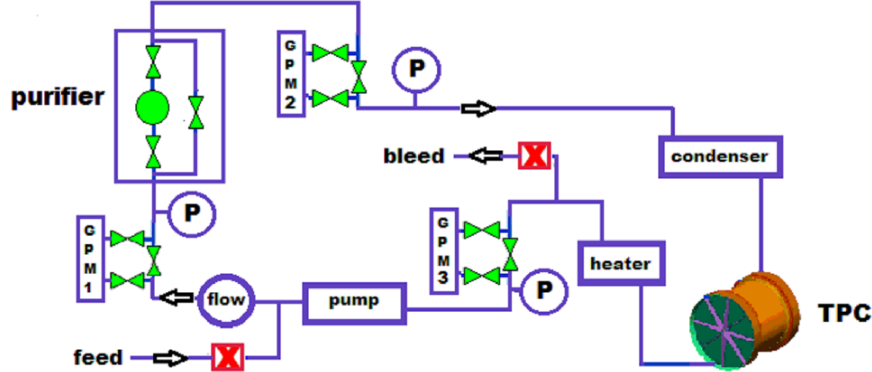 GPM2
P
purifier
bleed
condenser
P
GPM1
GPM3
heater
flow
pump
P
TPC
feed